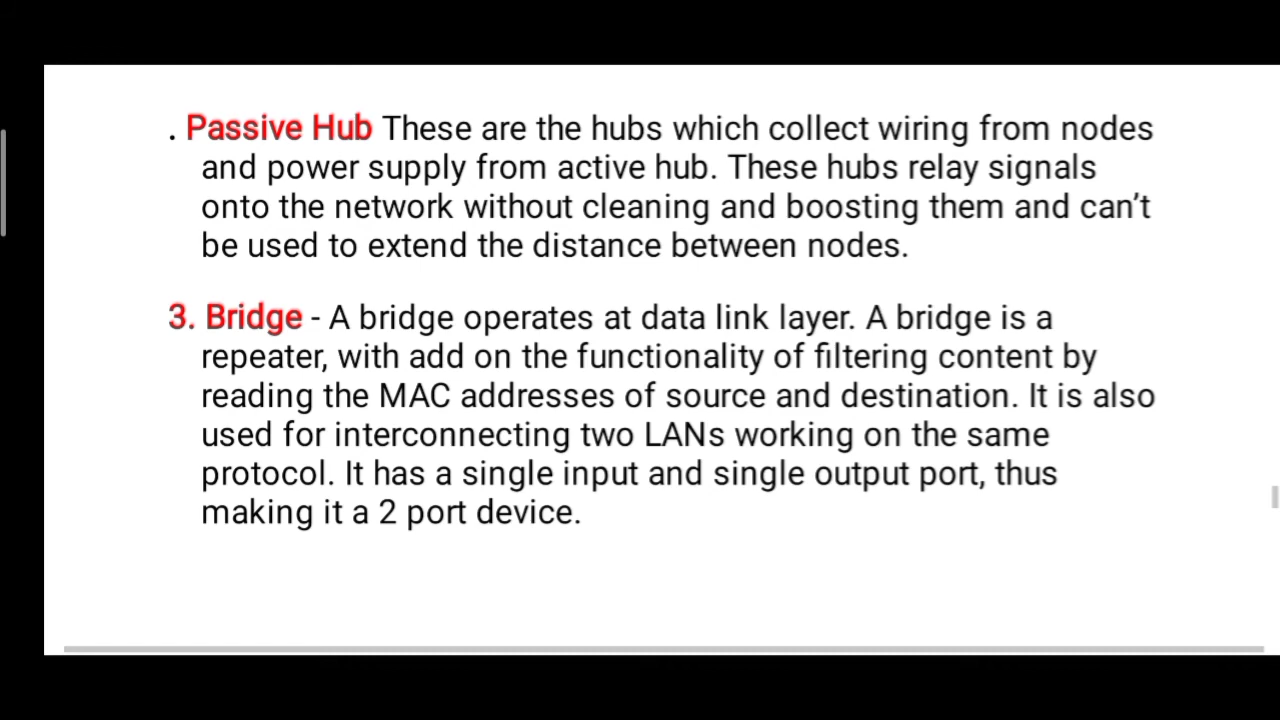 . Passive Hub These are the hubs which collect wiring from nodes
and power supply from active hub. These hubs relay signals
onto the network without cleaning and boosting them and can’t
be used to extend the distance between nodes.
3. Bridge - A bridge operates at data link layer. A bridge is a
repeater, with add on the functionality of filtering content by
reading the MAC addresses of source and destination. It is also
used for interconnecting two LANs working on the same
protocol. It has a single input and single output port, thus
making it a 2 port device.